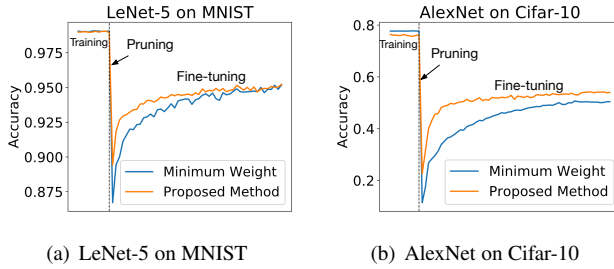 LeNet-5 on MNIST
Accuracy
0.975
0.950
0.925
0.900
0.875
Training
Pruning
Fine-tuning
Minimum Weight
Proposed Method
(a) LeNet-5 on MNIST
AlexNet on Cifar-10
Accuracy
0.8
0.6
0.4
0.2
Training
Pruning
Fine-tuning
Minimum Weight
Proposed Method
(b) AlexNet on Cifar-10